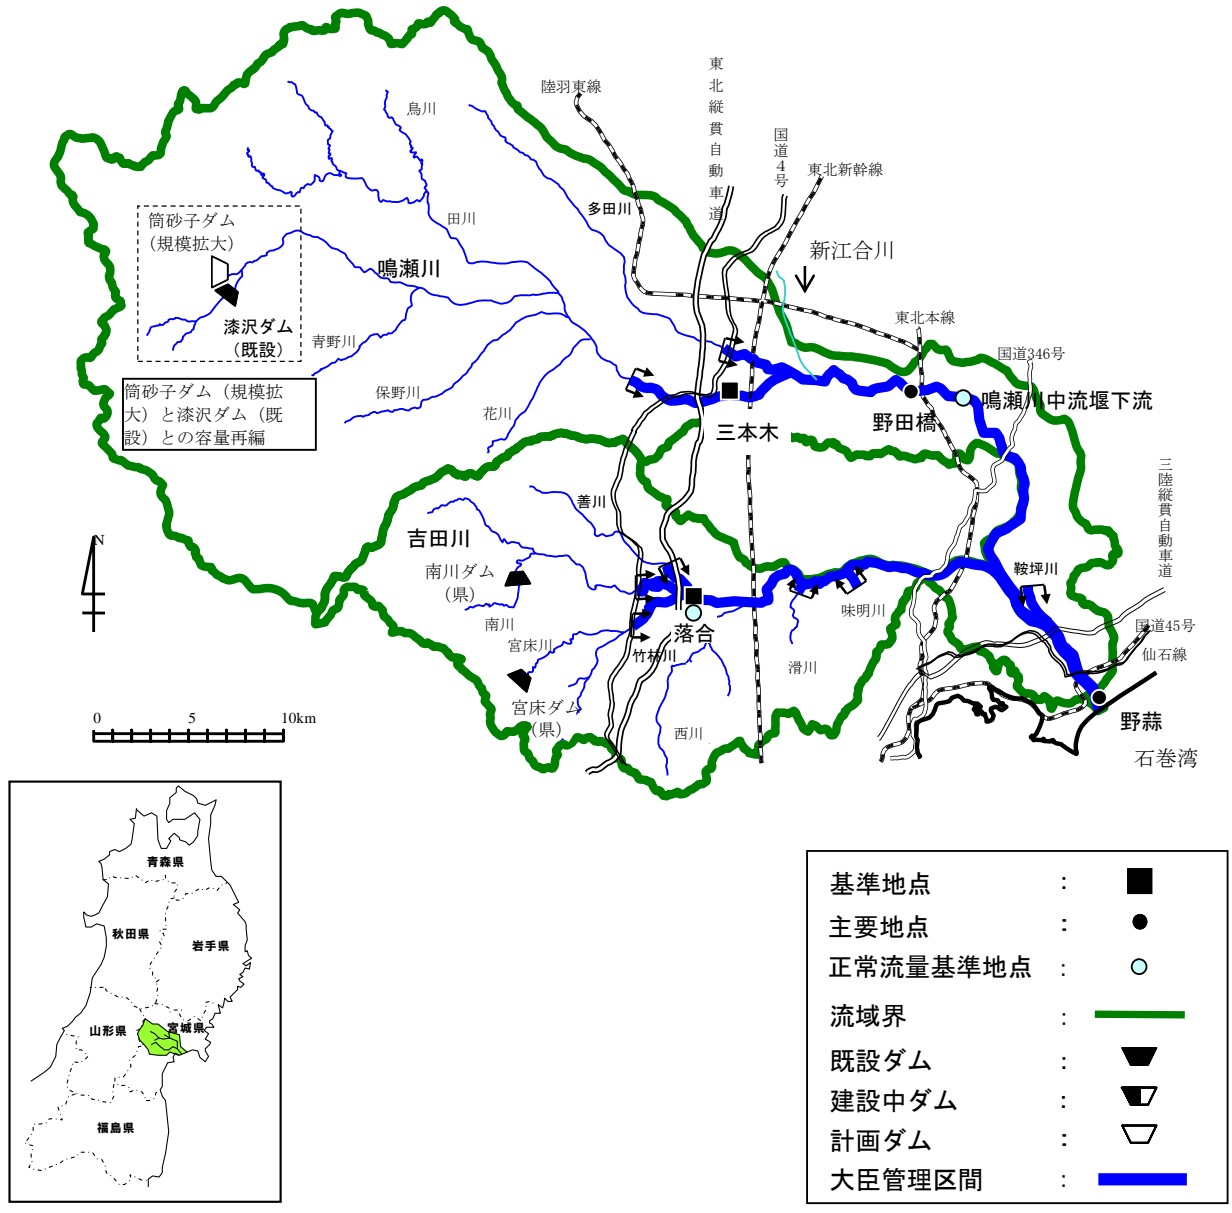 東北縦貫自動車道
陸羽東線
鳥川
国道4号
東北新幹線
多田川
筒砂子ダム
(規模拡大)
田川
新江合川
鳴瀬川
漆沢ダム
(既設)
青野川
東北本線
国道346号
筒砂子ダム（規模拡
大）と漆沢ダム（既
設）との容量再編
保野川
花川
三本木
野田橋
鳴瀬川中流堰下流
三陸縦貫自動車道
善川
吉田川
N
南川ダム
(県)
鞍坪川
南川
味明川
宮床川
落合
竹林川
滑川
国道45号
仙石線
宮床ダム
(県)
西川
野蒜
石巻湾
0 5 10km
青森県
秋田県
岩手県
山形県
宮城県
福島県
基準地点 :
主要地点 :
正常流量基準地点 :
流域界 :
既設ダム :
建設中ダム :
計画ダム :
大臣管理区間 :